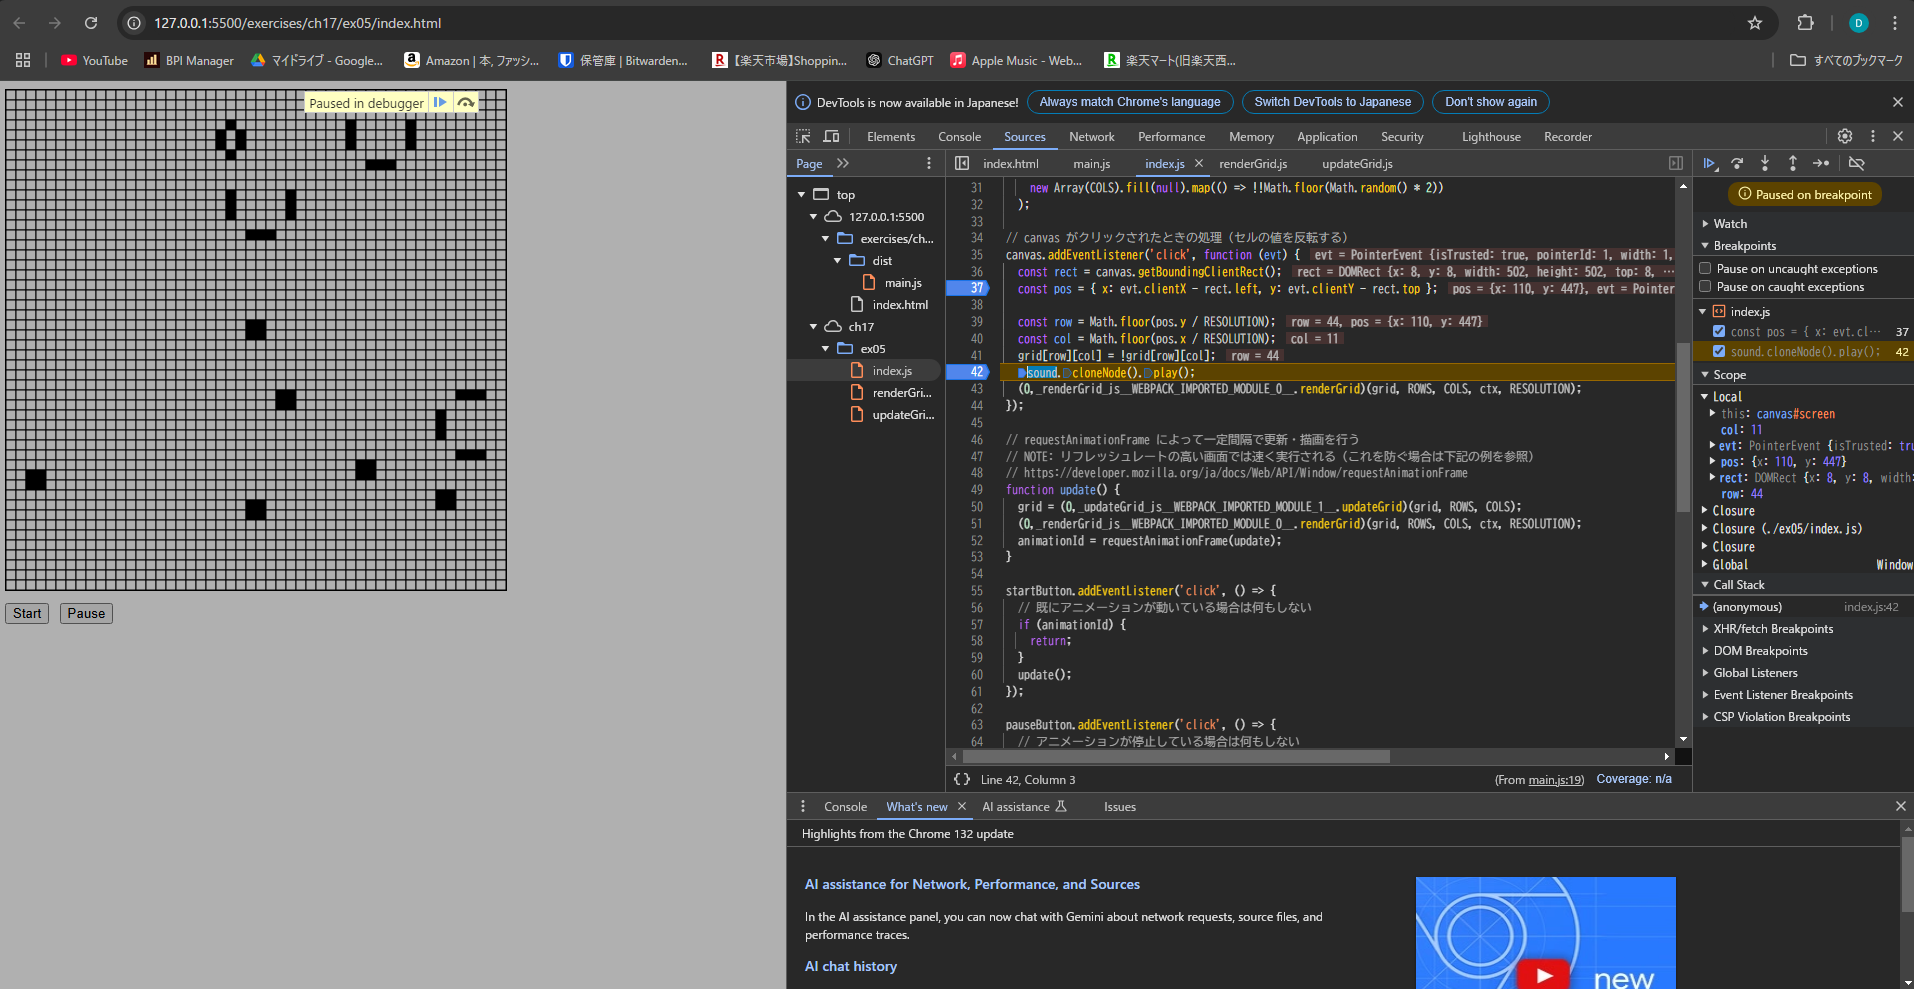 127.0.0.1:5500/exercises/ch17/ex05/index.html
D
YouTube
BPI Manager
マイドライブ - Google...
Amazon | 本, ファッシ...
保管庫 | Bitwarden...
【楽天市場】Shoppin...
ChatGPT
Apple Music - Web...
楽天マート(旧楽天西...
すべてのブックマーク
Paused in debugger
Start
Pause
DevTools is now available in Japanese!
Always match Chrome's language
Switch DevTools to Japanese
Don't show again
Elements
Console
Sources
Network
Performance
Memory
Application
Security
Lighthouse
Recorder
Page
top
127.0.0.1:5500
exercises/ch...
dist
main.js
index.html
ch17
ex05
index.js
renderGri...
updateGri...
index.html
main.js
index.js
renderGrid.js
updateGrid.js
31 new Array(COLS).fill(null).map(() => !!Math.floor(Math.random() * 2))
32 );
33
34 // canvas がクリックされたときの処理（セルの値を反転する）
35 canvas.addEventListener('click', function (evt) { evt = PointerEvent {isTrusted: true, pointerId: 1, width: 1,
36 const rect = canvas.getBoundingClientRect(); rect = DOMRect {x: 8, y: 8, width: 502, height: 502, top: 8, …
37 const pos = { x: evt.clientX - rect.left, y: evt.clientY - rect.top }; pos = {x: 110, y: 447}, evt = Pointer
38
39 const row = Math.floor(pos.y / RESOLUTION); row = 44, pos = {x: 110, y: 447}
40 const col = Math.floor(pos.x / RESOLUTION); col = 11
41 grid[row][col] = !grid[row][col]; row = 44
42 sound.cloneNode().play();
43 (0,_renderGrid_js__WEBPACK_IMPORTED_MODULE_0__.renderGrid)(grid, ROWS, COLS, ctx, RESOLUTION);
44 });
45
46 // requestAnimationFrame によって一定間隔で更新・描画を行う
47 // NOTE: リフレッシュレートの高い画面では速く実行される（これを防ぐ場合は下記の例を参照）
48 // https://developer.mozilla.org/ja/docs/Web/API/Window/requestAnimationFrame
49 function update() {
50 grid = (0,_updateGrid_js__WEBPACK_IMPORTED_MODULE_1__.updateGrid)(grid, ROWS, COLS);
51 (0,_renderGrid_js__WEBPACK_IMPORTED_MODULE_0__.renderGrid)(grid, ROWS, COLS, ctx, RESOLUTION);
52 animationId = requestAnimationFrame(update);
53 }
54
55 startButton.addEventListener('click', () => {
56 // 既にアニメーションが動いている場合は何もしない
57 if (animationId) {
58 return;
59 }
60 update();
61 });
62
63 pauseButton.addEventListener('click', () => {
64 // アニメーションが停止している場合は何もしない
{} Line 42, Column 3
(From main.js:19)
Coverage: n/a
Paused on breakpoint
Watch
Breakpoints
Pause on uncaught exceptions
Pause on caught exceptions
index.js
const pos = { x: evt.cl… 37
sound.cloneNode().play(); 42
Scope
Local
this: canvas#screen
col: 11
evt: PointerEvent {isTrusted: tru
pos: {x: 110, y: 447}
rect: DOMRect {x: 8, y: 8, width:
row: 44
Closure
Closure (./ex05/index.js)
Closure
Global Window
Call Stack
(anonymous) index.js:42
XHR/fetch Breakpoints
DOM Breakpoints
Global Listeners
Event Listener Breakpoints
CSP Violation Breakpoints
Console
What's new
AI assistance
Issues
Highlights from the Chrome 132 update
AI assistance for Network, Performance, and Sources
In the AI assistance panel, you can now chat with Gemini about network requests, source files, and
performance traces.
AI chat history
new